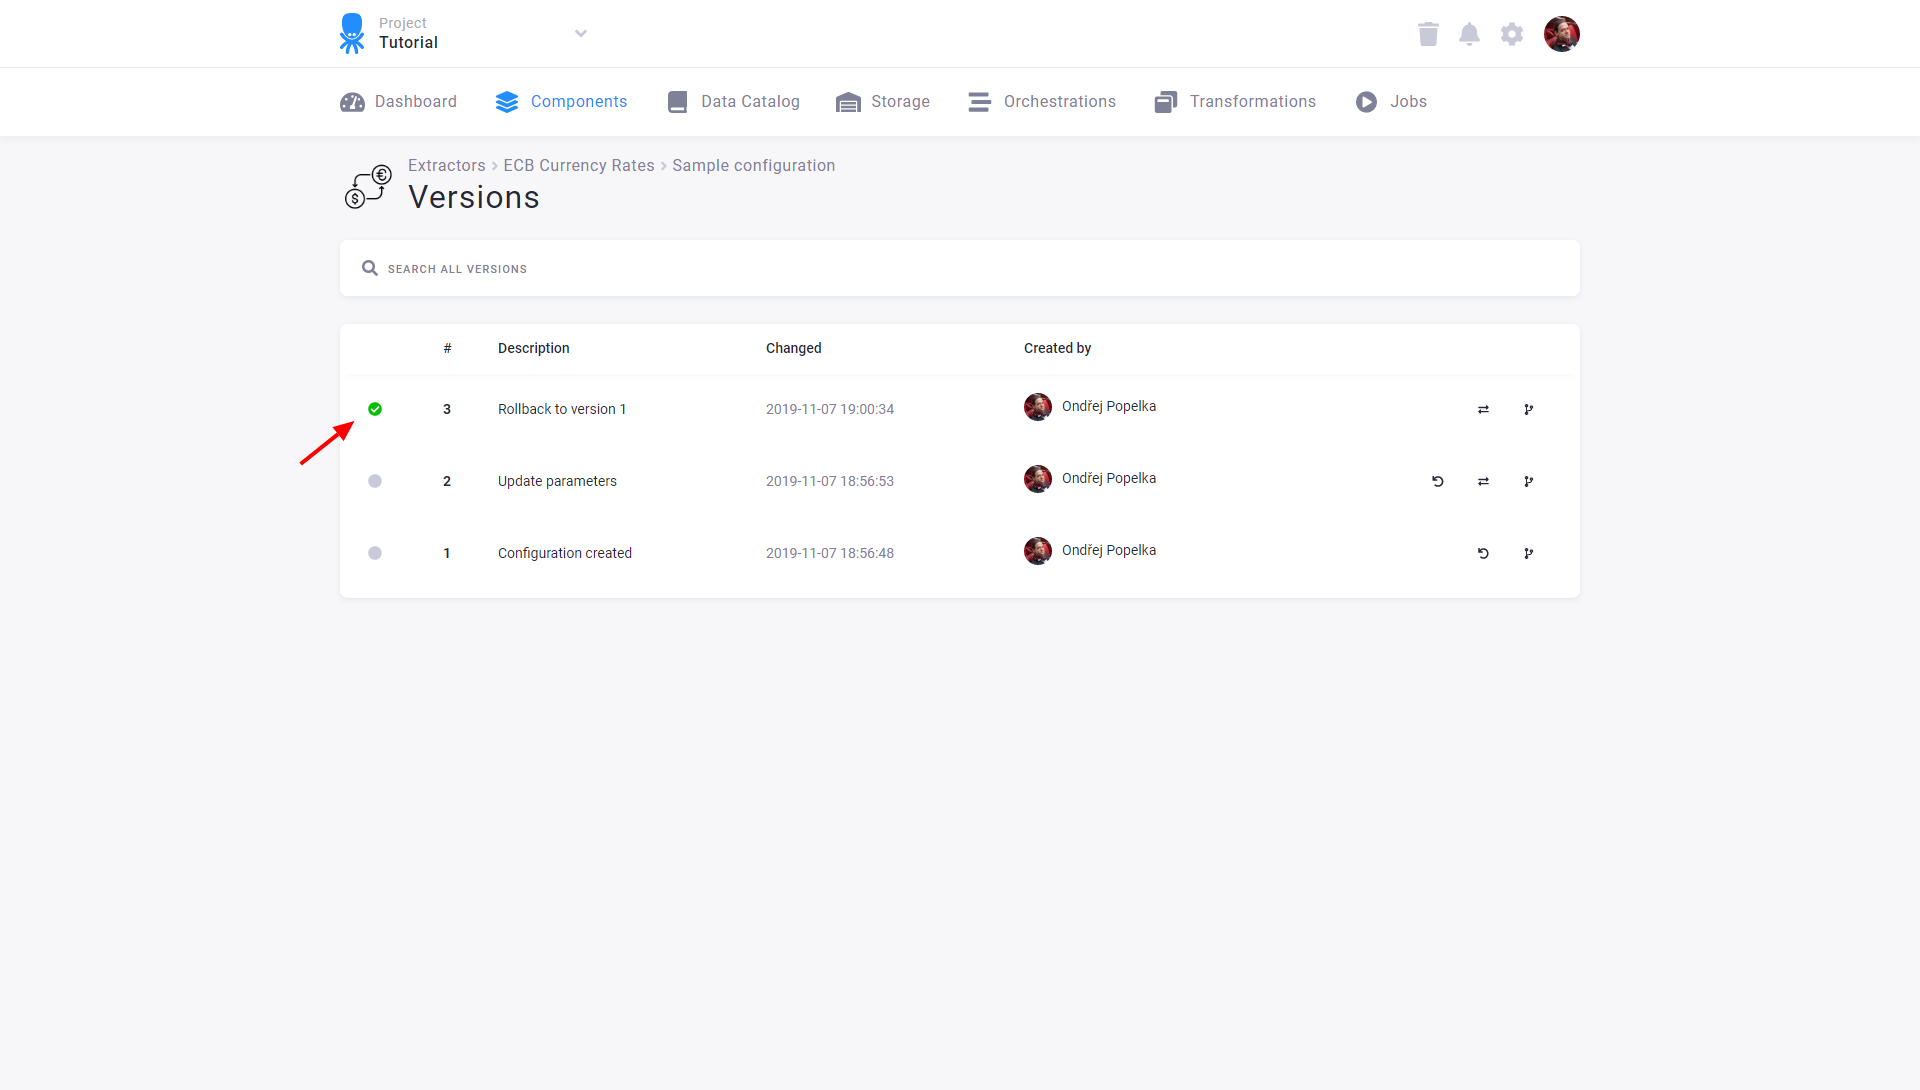 Project
Tutorial
Dashboard Components Data Catalog Storage Orchestrations Transformations Jobs
Extractors ECB Currency Rates Sample configuration
Versions
SEARCH ALL VERSIONS
# Description Changed Created by
3 Rollback to version 1 2019-11-07 19:00:34 Ondřej Popelka
2 Update parameters 2019-11-07 18:56:53 Ondřej Popelka
1 Configuration created 2019-11-07 18:56:48 Ondřej Popelka